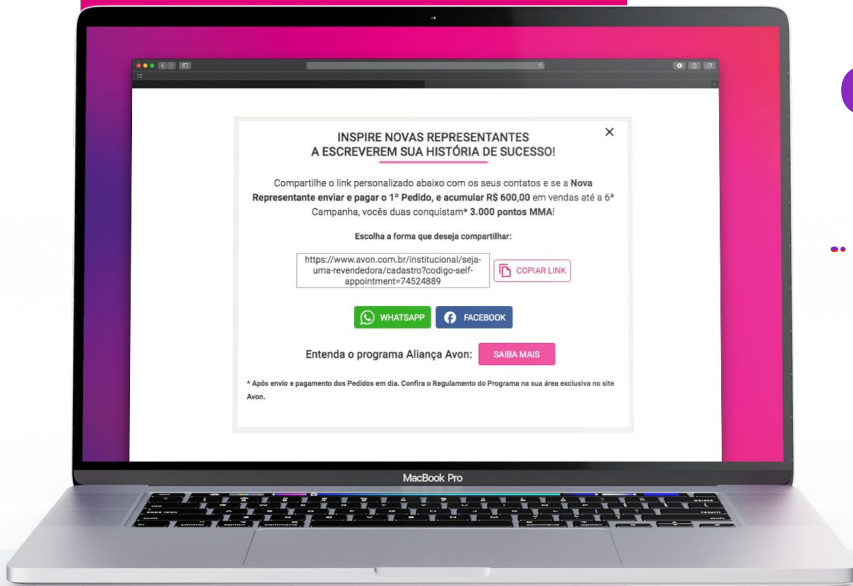 INSPIRE NOVAS REPRESENTANTES
A ESCREVEREM SUA HISTÓRIA DE SUCESSO!
Compartilhe o link personalizado abaixo com os seus contatos e se a Nova
Representante enviar e pagar o 1º Pedido, e acumular R$ 600,00 em vendas até a 6ª
Campanha, vocês duas conquistam* 3.000 pontos MMA!
Escolha a forma que deseja compartilhar:
https://www.avon.com.br/institucional/seja-
uma-revendedora/cadastro?codigo-self-
appointment=74524889
COPIAR LINK
WHATSAPP
FACEBOOK
Entenda o programa Aliança Avon:
SAIBA MAIS
* Após envio e pagamento dos Pedidos em dia. Confira o Regulamento do Programa na sua área exclusiva no site
Avon.
MacBook Pro